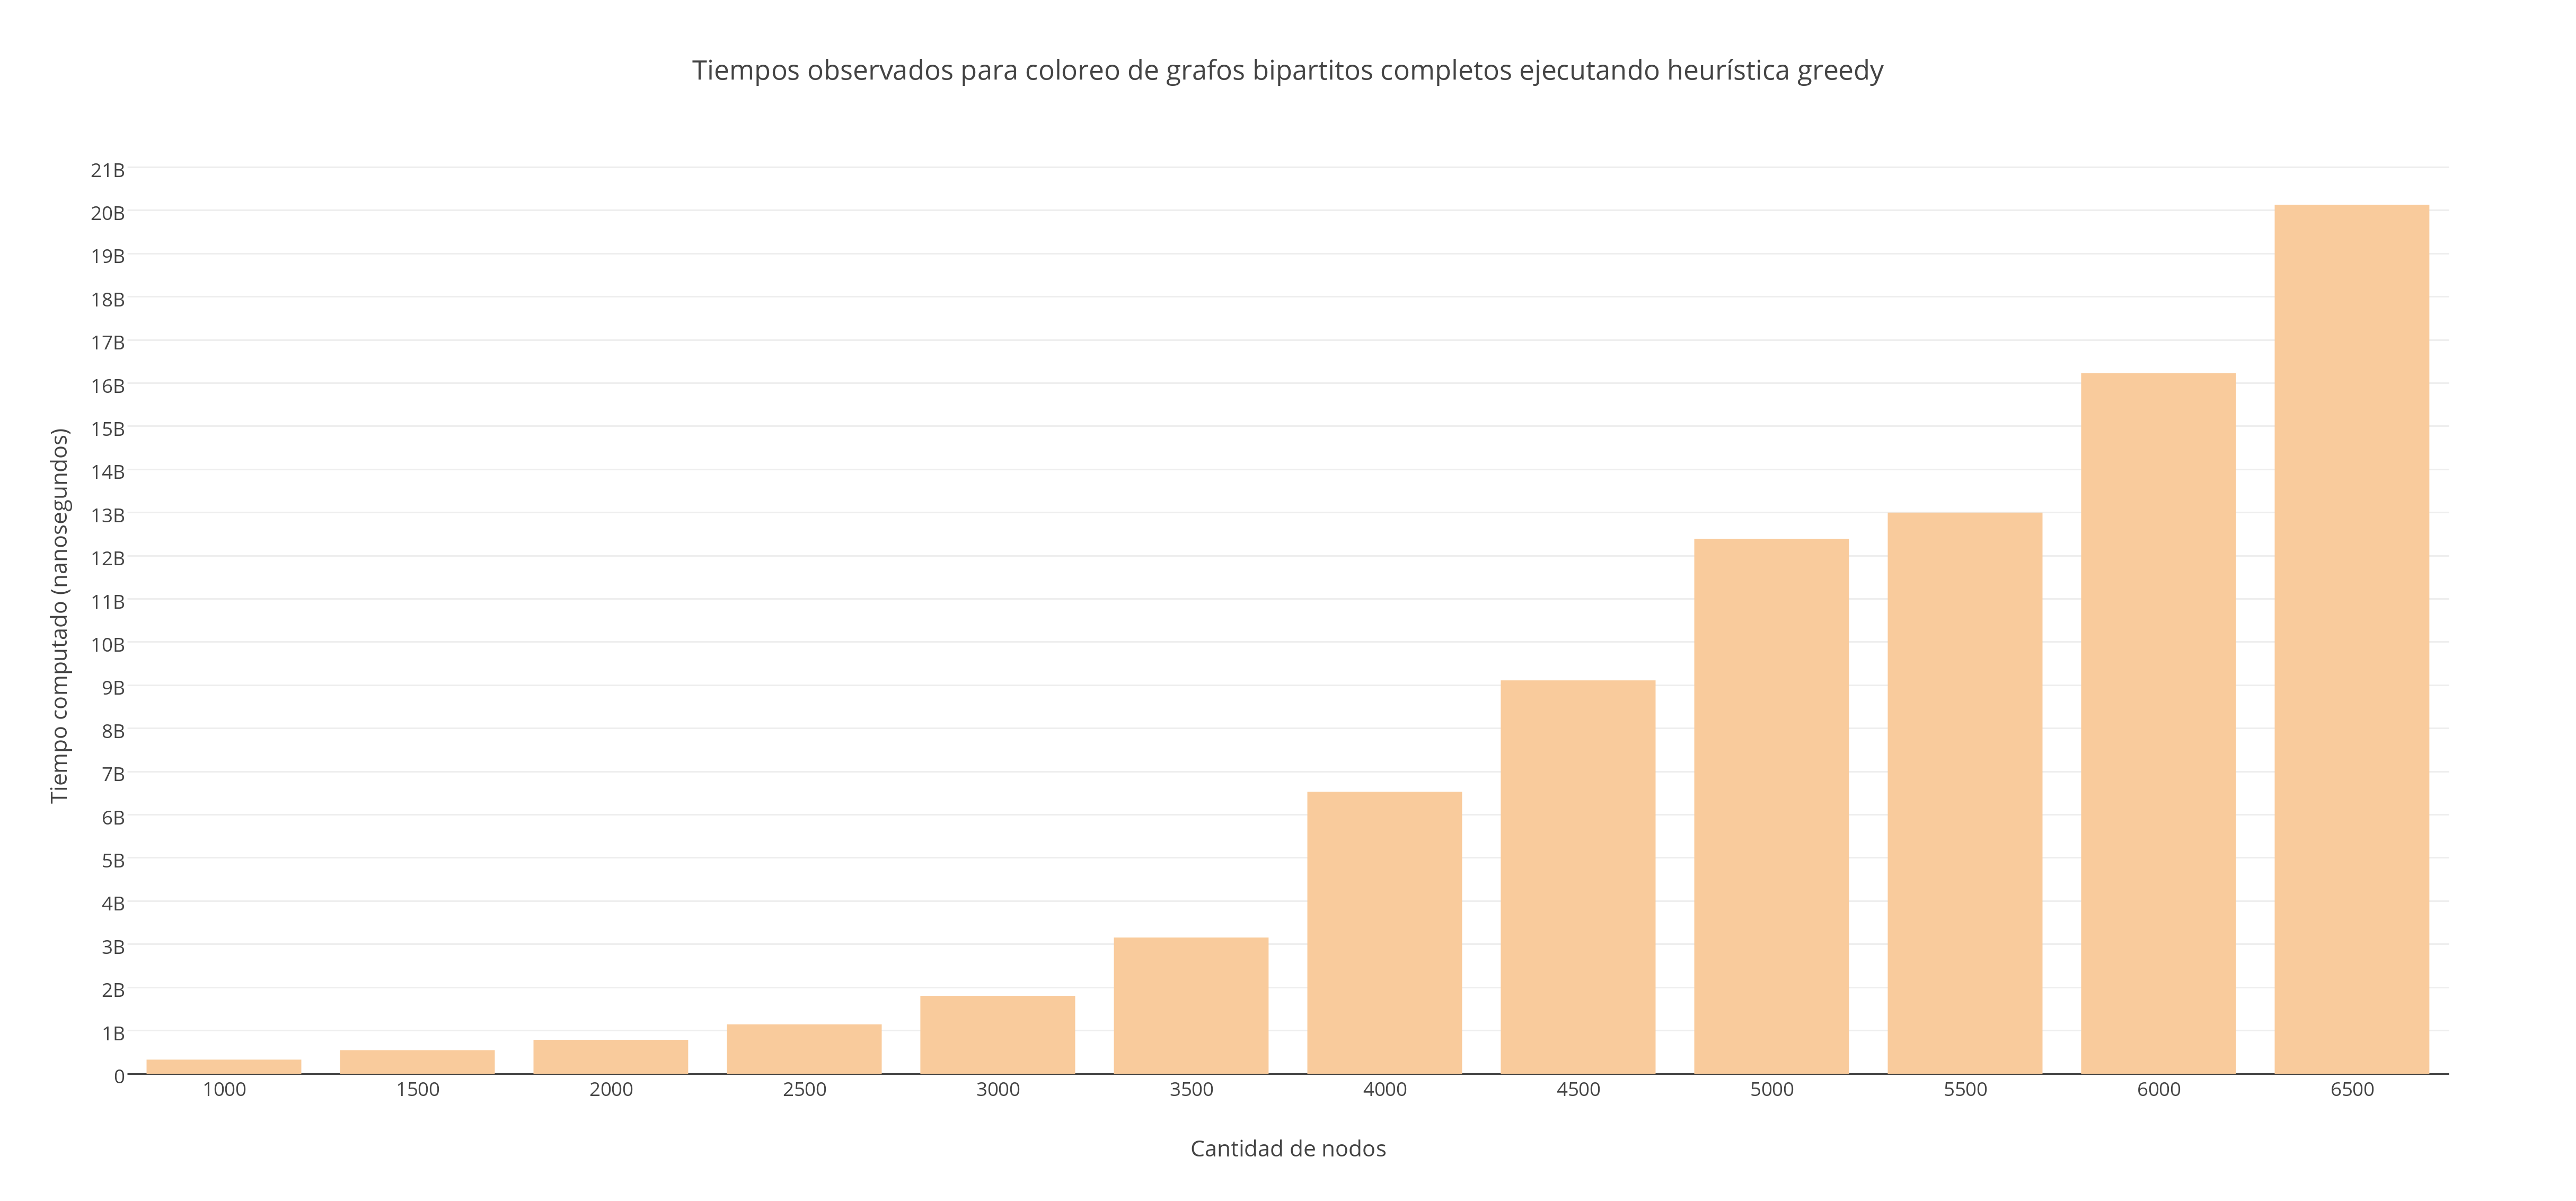 Tiempos observados para coloreo de grafos bipartitos completos ejecutando heurística greedy
21B
20B
19B
18B
17B
16B
15B
14B
13B
12B
11B
10B
9B
8B
7B
6B
5B
4B
3B
2B
1B
0
Tiempo computado (nanosegundos)
1000 1500 2000 2500 3000 3500 4000 4500 5000 5500 6000 6500
Cantidad de nodos